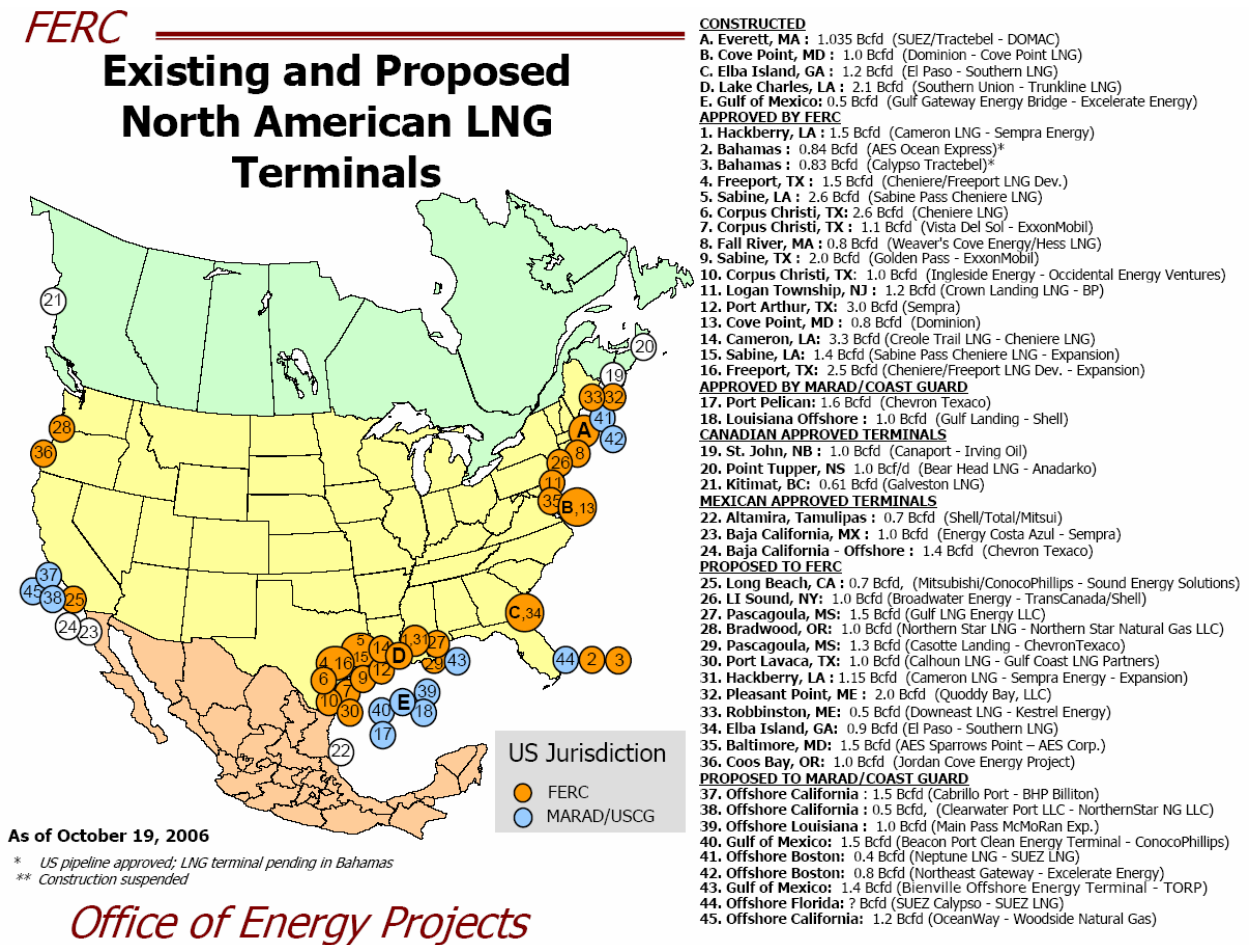 FERC
Existing and Proposed
North American LNG
Terminals
CONSTRUCTED
A. Everett, MA : 1.035 Bcfd (SUEZ/Tractebel - DOMAC)
B. Cove Point, MD : 1.0 Bcfd (Dominion - Cove Point LNG)
C. Elba Island, GA : 1.2 Bcfd (El Paso - Southern LNG)
D. Lake Charles, LA : 2.1 Bcfd (Southern Union - Trunkline LNG)
E. Gulf of Mexico: 0.5 Bcfd (Gulf Gateway Energy Bridge - Excelerate Energy)
APPROVED BY FERC
1. Hackberry, LA : 1.5 Bcfd (Cameron LNG - Sempra Energy)
2. Bahamas : 0.84 Bcfd (AES Ocean Express)*
3. Bahamas : 0.83 Bcfd (Calypso Tractebel)*
4. Freeport, TX : 1.5 Bcfd (Cheniere/Freeport LNG Dev.)
5. Sabine, LA : 2.6 Bcfd (Sabine Pass Cheniere LNG)
6. Corpus Christi, TX: 2.6 Bcfd (Cheniere LNG)
7. Corpus Christi, TX : 1.1 Bcfd (Vista Del Sol - ExxonMobil)
8. Fall River, MA : 0.8 Bcfd (Weaver's Cove Energy/Hess LNG)
9. Sabine, TX : 2.0 Bcfd (Golden Pass - ExxonMobil)
10. Corpus Christi, TX: 1.0 Bcfd (Ingleside Energy - Occidental Energy Ventures)
11. Logan Township, NJ : 1.2 Bcfd (Crown Landing LNG - BP)
12. Port Arthur, TX: 3.0 Bcfd (Sempra)
13. Cove Point, MD : 0.8 Bcfd (Dominion)
14. Cameron, LA: 3.3 Bcfd (Creole Trail LNG - Cheniere LNG)
15. Sabine, LA: 1.4 Bcfd (Sabine Pass Cheniere LNG - Expansion)
16. Freeport, TX: 2.5 Bcfd (Cheniere/Freeport LNG Dev. - Expansion)
APPROVED BY MARAD/COAST GUARD
17. Port Pelican: 1.6 Bcfd (Chevron Texaco)
18. Louisiana Offshore : 1.0 Bcfd (Gulf Landing - Shell)
CANADIAN APPROVED TERMINALS
19. St. John, NB : 1.0 Bcfd (Canaport - Irving Oil)
20. Point Tupper, NS 1.0 Bcf/d (Bear Head LNG - Anadarko)
21. Kitimat, BC: 0.61 Bcfd (Galveston LNG)
MEXICAN APPROVED TERMINALS
22. Altamira, Tamulipas : 0.7 Bcfd (Shell/Total/Mitsui)
23. Baja California, MX : 1.0 Bcfd (Energy Costa Azul - Sempra)
24. Baja California - Offshore : 1.4 Bcfd (Chevron Texaco)
PROPOSED TO FERC
25. Long Beach, CA : 0.7 Bcfd, (Mitsubishi/ConocoPhillips - Sound Energy Solutions)
26. LI Sound, NY: 1.0 Bcfd (Broadwater Energy - TransCanada/Shell)
27. Pascagoula, MS: 1.5 Bcfd (Gulf LNG Energy LLC)
28. Bradwood, OR: 1.0 Bcfd (Northern Star LNG - Northern Star Natural Gas LLC)
29. Pascagoula, MS: 1.3 Bcfd (Casotte Landing - ChevronTexaco)
30. Port Lavaca, TX: 1.0 Bcfd (Calhoun LNG - Gulf Coast LNG Partners)
31. Hackberry, LA : 1.15 Bcfd (Cameron LNG - Sempra Energy - Expansion)
32. Pleasant Point, ME : 2.0 Bcfd (Quoddy Bay, LLC)
33. Robbinston, ME: 0.5 Bcfd (Downeast LNG - Kestrel Energy)
34. Elba Island, GA: 0.9 Bcfd (El Paso - Southern LNG)
35. Baltimore, MD: 1.5 Bcfd (AES Sparrows Point – AES Corp.)
36. Coos Bay, OR: 1.0 Bcfd (Jordan Cove Energy Project)
PROPOSED TO MARAD/COAST GUARD
37. Offshore California : 1.5 Bcfd (Cabrillo Port - BHP Billiton)
38. Offshore California : 0.5 Bcfd, (Clearwater Port LLC - NorthernStar NG LLC)
39. Offshore Louisiana : 1.0 Bcfd (Main Pass McMoRan Exp.)
40. Gulf of Mexico: 1.5 Bcfd (Beacon Port Clean Energy Terminal - ConocoPhillips)
41. Offshore Boston: 0.4 Bcfd (Neptune LNG - SUEZ LNG)
42. Offshore Boston: 0.8 Bcfd (Northeast Gateway - Excelerate Energy)
43. Gulf of Mexico: 1.4 Bcfd (Bienville Offshore Energy Terminal - TORP)
44. Offshore Florida: ? Bcfd (SUEZ Calypso - SUEZ LNG)
45. Offshore California: 1.2 Bcfd (OceanWay - Woodside Natural Gas)
21
20
19
33 32
41
A
42
28
36
8
26
11
35 B,13
37
45 38 25
24 23
C,34
5 14 1,31 27
4,16 15 D
29 43
6 9 12
7
10
30
39
40 E 18
17
22
44 2 3
US Jurisdiction
FERC
MARAD/USCG
As of October 19, 2006
* US pipeline approved; LNG terminal pending in Bahamas
** Construction suspended
Office of Energy Projects